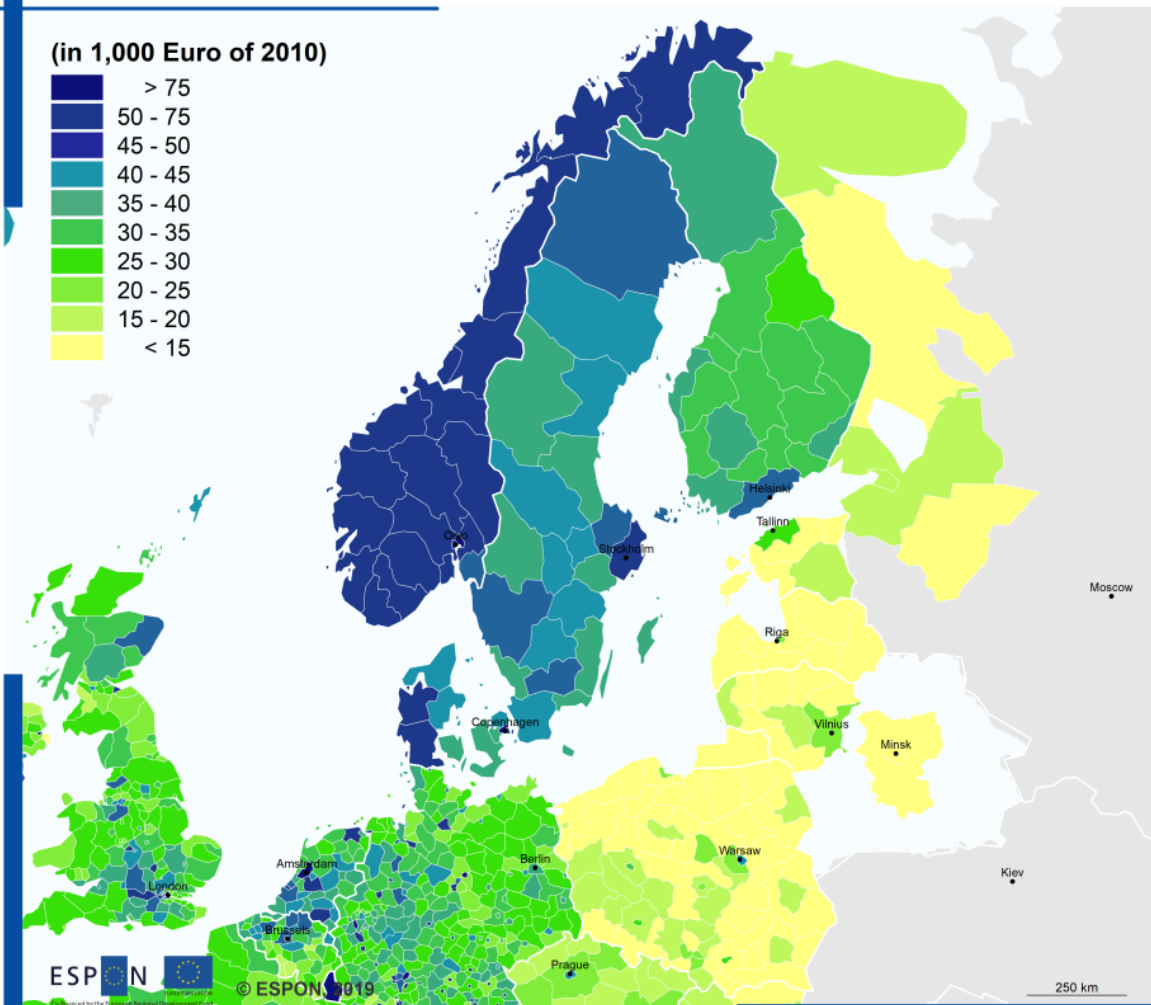 (in 1,000 Euro of 2010)
> 75
50 - 75
45 - 50
40 - 45
35 - 40
30 - 35
25 - 30
20 - 25
15 - 20
< 15
Helsinki
Tallinn
Oslo
Stockholm
Moscow
Riga
Copenhagen
Vilnius
Minsk
Warsaw
Berlin
Amsterdam
Kiev
London
Brussels
Prague
ESPON
© ESPON, 2019
250 km